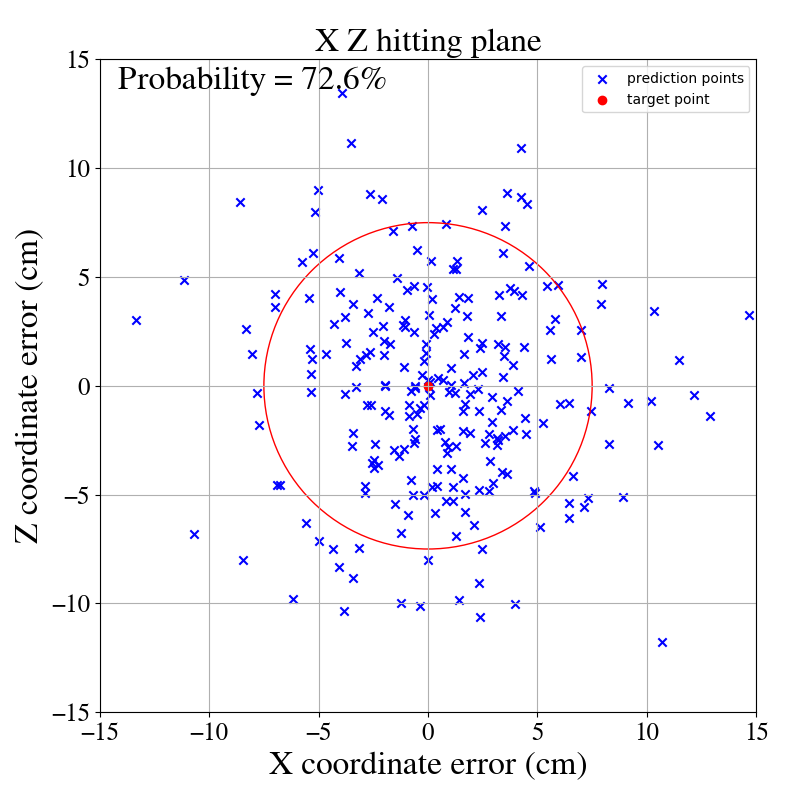 X Z hitting plane
Probability = 72.6%
prediction points
target point
15
10
5
0
−5
−10
−15
Z coordinate error (cm)
−15 −10 −5 0 5 10 15
X coordinate error (cm)